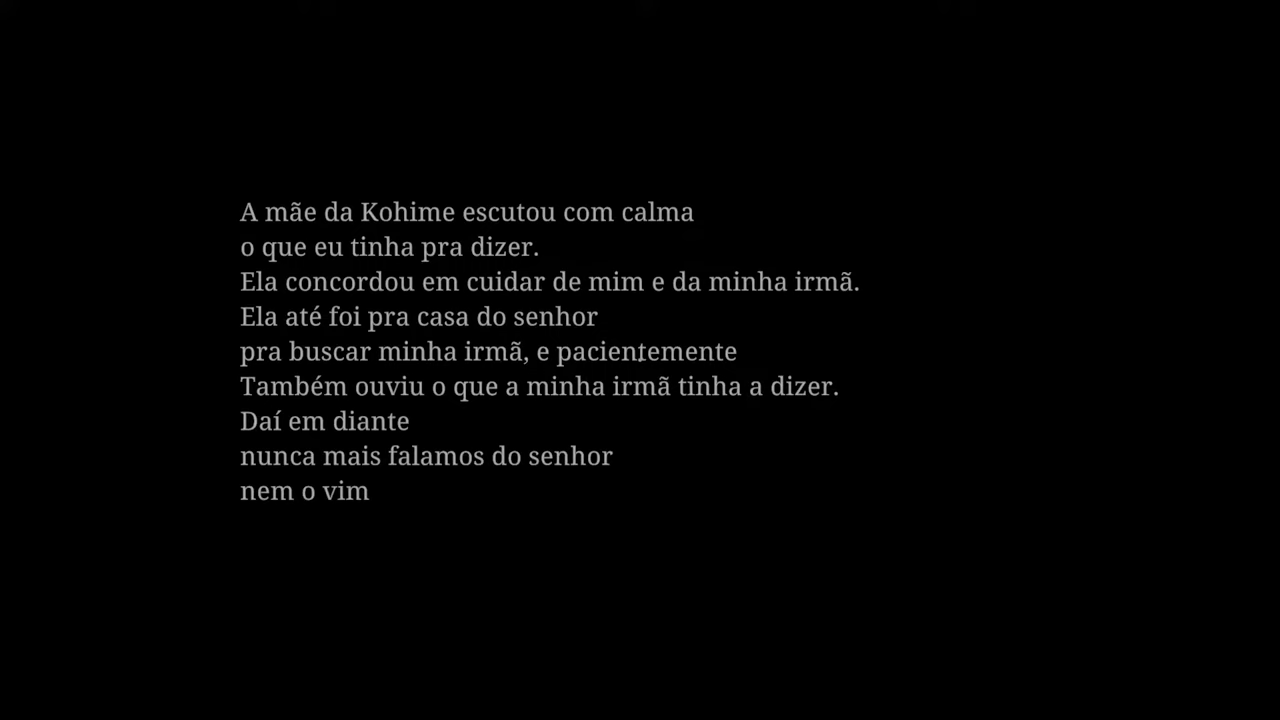 A mãe da Kohime escutou com calma
o que eu tinha pra dizer.
Ela concordou em cuidar de mim e da minha irmã.
Ela até foi pra casa do senhor
pra buscar minha irmã, e pacientemente
Também ouviu o que a minha irmã tinha a dizer.
Daí em diante
nunca mais falamos do senhor
nem o vim